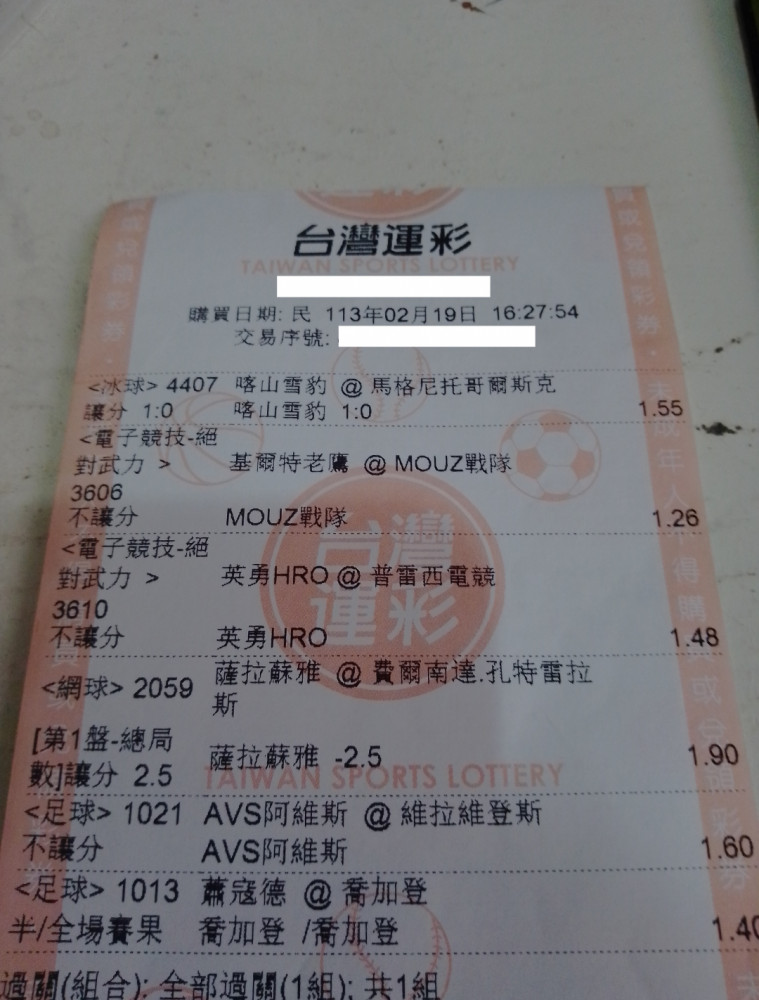 台灣運彩
TAIWAN SPORTS LOTTERY
購買日期: 民 113年02月19日 16:27:54
交易序號:
<冰球> 4407 喀山雪豹 @ 馬格尼托哥爾斯克
讓分 1:0 喀山雪豹 1:0 1.55
<電子競技-絕
對武力 > 基爾特老鷹 @ MOUZ戰隊
3606
不讓分 MOUZ戰隊 1.26
<電子競技-絕
對武力 > 英勇HRO @ 普雷西電競
3610
不讓分 英勇HRO 1.48
<網球> 2059 薩拉蘇雅 @ 費爾南達.孔特雷拉
斯
[第1盤-總局
數]讓分 2.5 薩拉蘇雅 -2.5 1.90
TAIWAN SPORTS LOTTERY
<足球> 1021 AVS阿維斯 @ 維拉維登斯
不讓分 AVS阿維斯 1.60
<足球> 1013 蕭寇德 @ 喬加登
半/全場賽果 喬加登 /喬加登 1.40
過關(組合): 全部過關(1組); 共1組
台灣
運彩